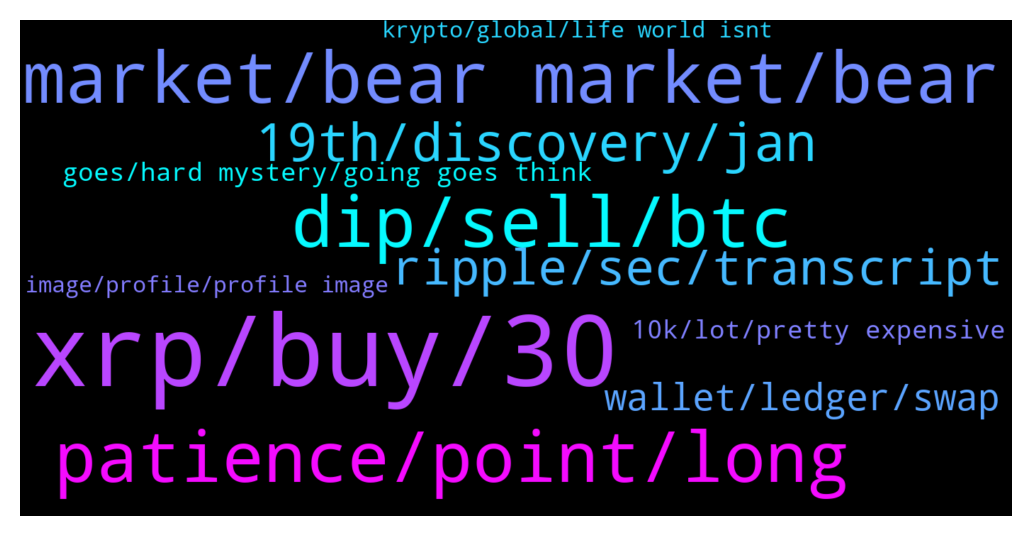 krypto/global/life world isnt
market/bear market/bear
19th/discovery/jan
goes/hard mystery/going goes think
dip/sell/btc
ripple/sec/transcript
image/profile/profile image
xrp/buy/30
10k/lot/pretty expensive
wallet/ledger/swap
patience/point/long